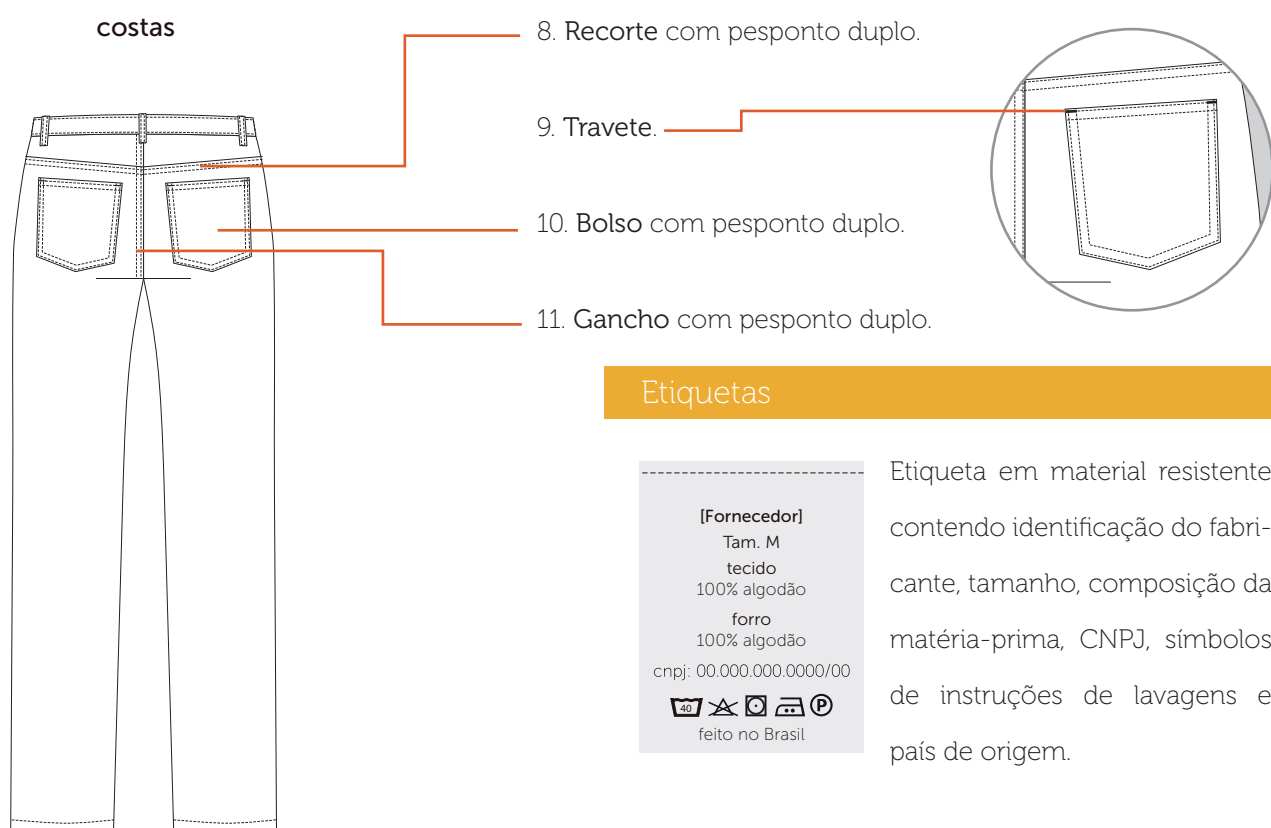 costas
8. Recorte com pesponto duplo.
9. Travete.
10. Bolso com pesponto duplo.
11. Gancho com pesponto duplo.
Etiquetas
[Fornecedor]
Tam. M
tecido
100% algodão
forro
100% algodão
cnpj: 00.000.000.0000/00
40 P
feito no Brasil
Etiqueta em material resistente
contendo identificação do fabri-
cante, tamanho, composição da
matéria-prima, CNPJ, símbolos
de instruções de lavagens e
país de origem.